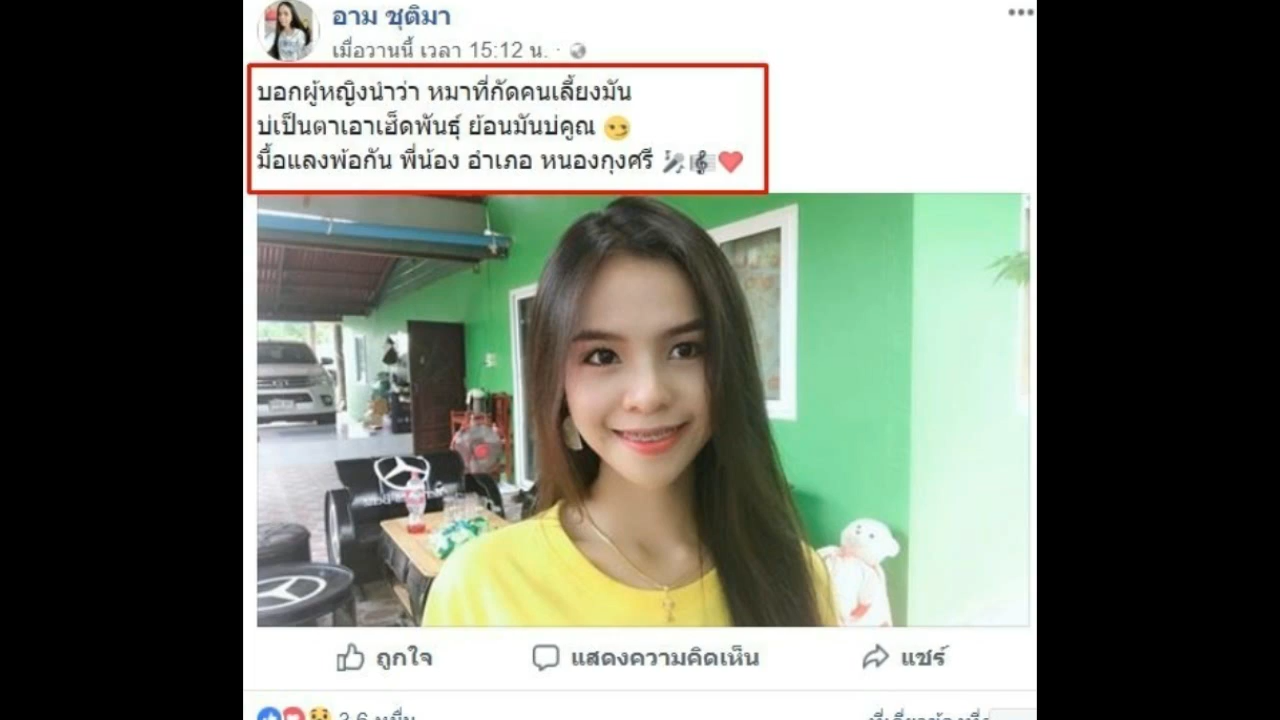 อาม ชุติมา
เมื่อวานนี้ เวลา 15:12 น. ·
บอกผู้หญิงนำว่า หมาที่กัดคนเลี้ยงมัน
บ่เป็นตาเอาเฮ็ดพันธุ์ ย้อนมันบ่คูณ 😏
มื้อแลงพ้อกัน พี่น้อง อำเภอ หนองกุงศรี 🎤🎼❤️
ถูกใจ
แสดงความคิดเห็น
แชร์